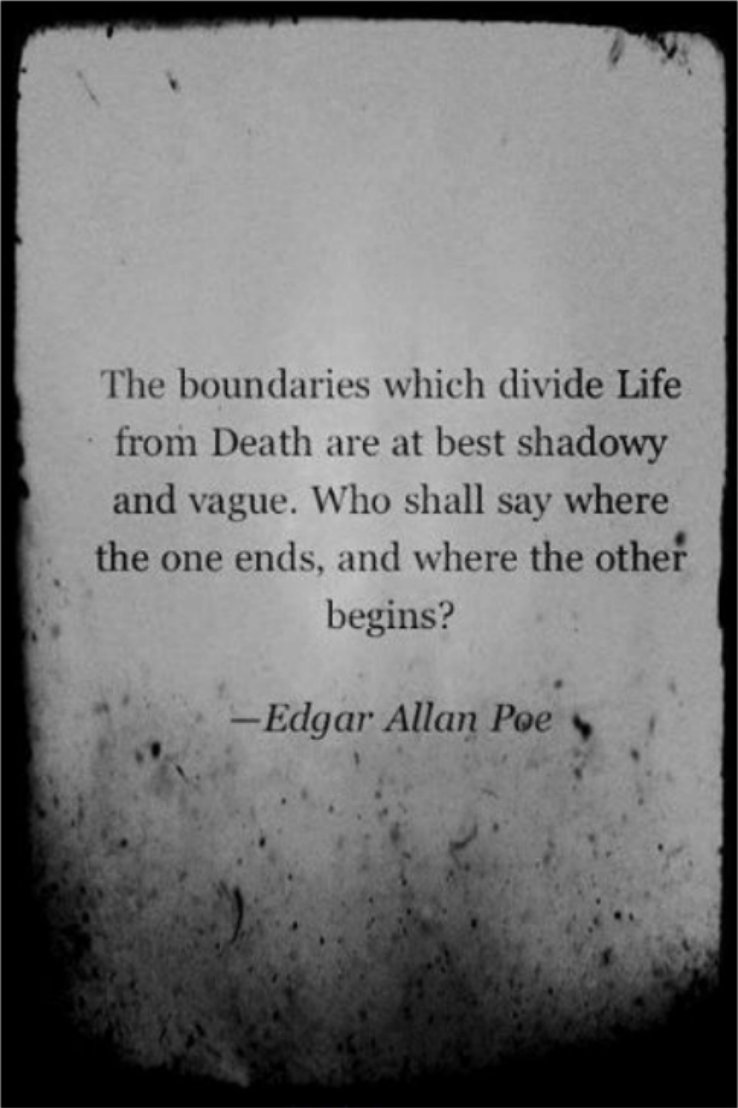 The boundaries which divide Life
from Death are at best shadowy
and vague. Who shall say where
the one ends, and where the other
begins?
—Edgar Allan Poe